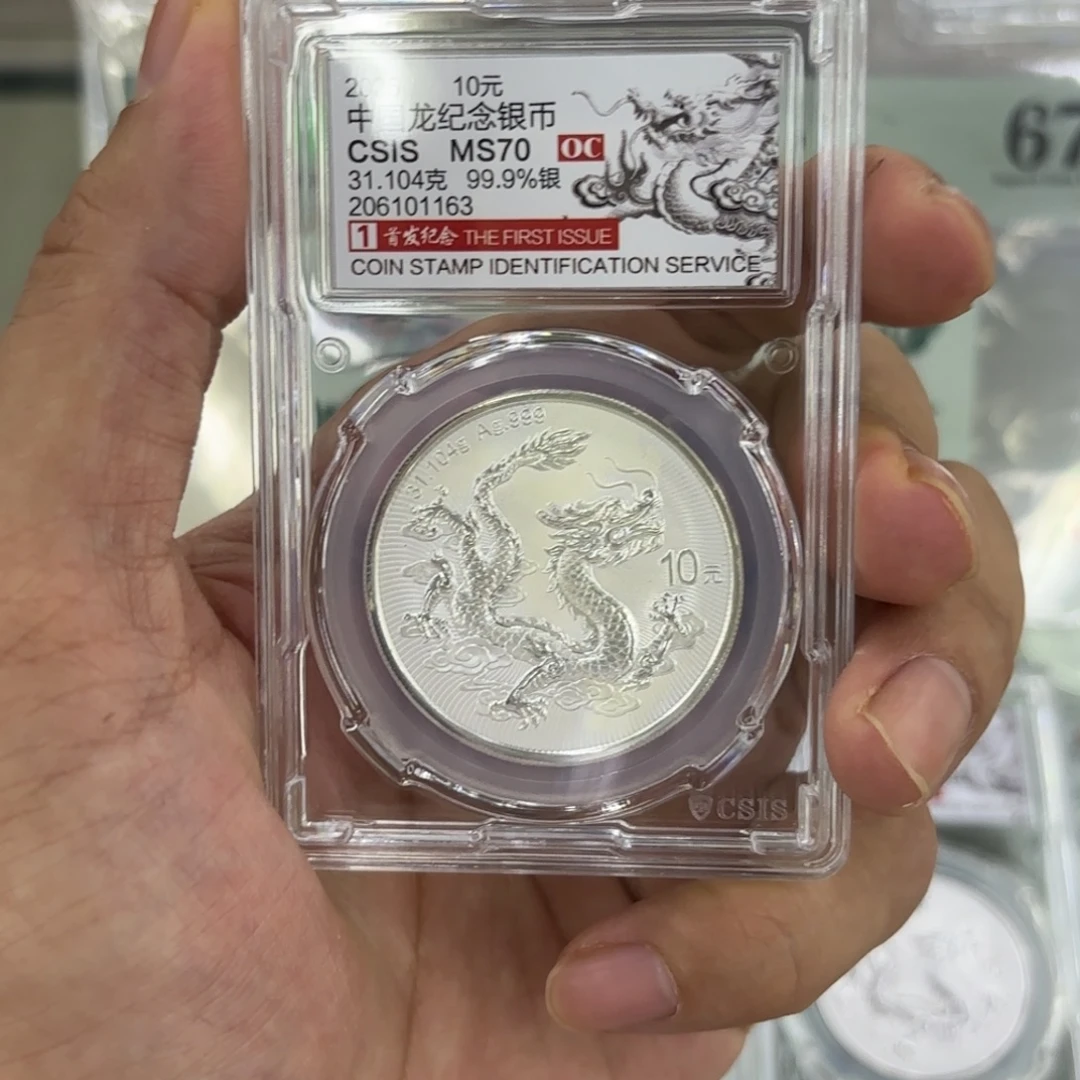 10元
龙纪念银币
CSIS MS70 OC
31.104克 99.9%银
206101163
1 首发纪念 THE FIRST ISSUE
COIN STAMP IDENTIFICATION SERVICE
31.104g Ag.999
10元
CSIS
67